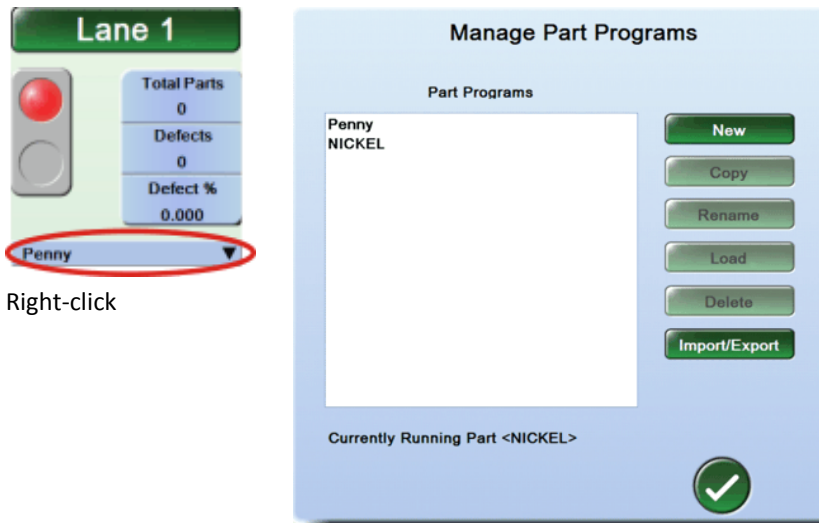 Lane 1
Total Parts
0
Defects
0
Defect %
0.000
Penny
Right-click
Manage Part Programs
Part Programs
Penny
NICKEL
New
Copy
Rename
Load
Delete
Import/Export
Currently Running Part <NICKEL>